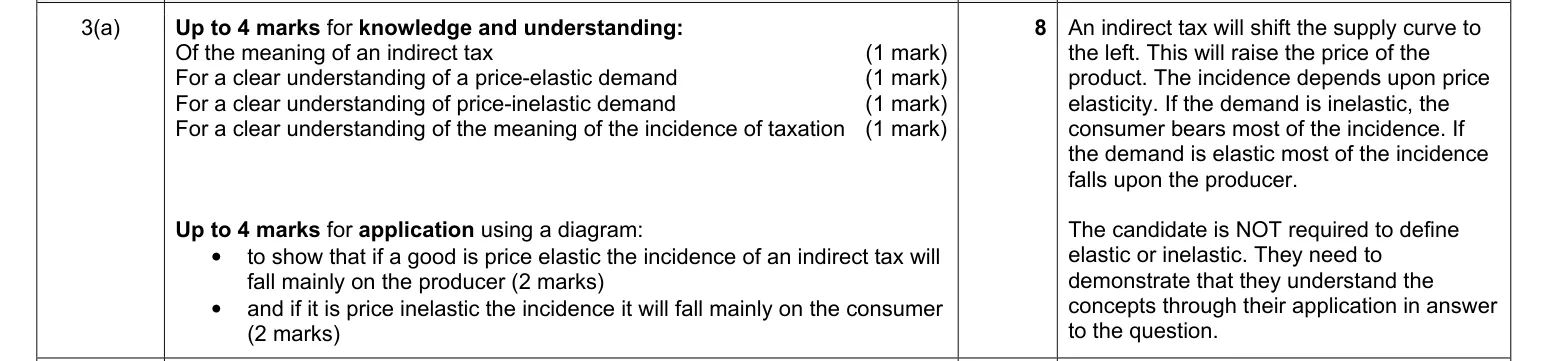 3(a)
Up to 4 marks for knowledge and understanding:
Of the meaning of an indirect tax (1 mark)
For a clear understanding of a price-elastic demand (1 mark)
For a clear understanding of price-inelastic demand (1 mark)
For a clear understanding of the meaning of the incidence of taxation (1 mark)
Up to 4 marks for application using a diagram:
• to show that if a good is price elastic the incidence of an indirect tax will
fall mainly on the producer (2 marks)
• and if it is price inelastic the incidence it will fall mainly on the consumer
(2 marks)
8
An indirect tax will shift the supply curve to
the left. This will raise the price of the
product. The incidence depends upon price
elasticity. If the demand is inelastic, the
consumer bears most of the incidence. If
the demand is elastic most of the incidence
falls upon the producer.
The candidate is NOT required to define
elastic or inelastic. They need to
demonstrate that they understand the
concepts through their application in answer
to the question.